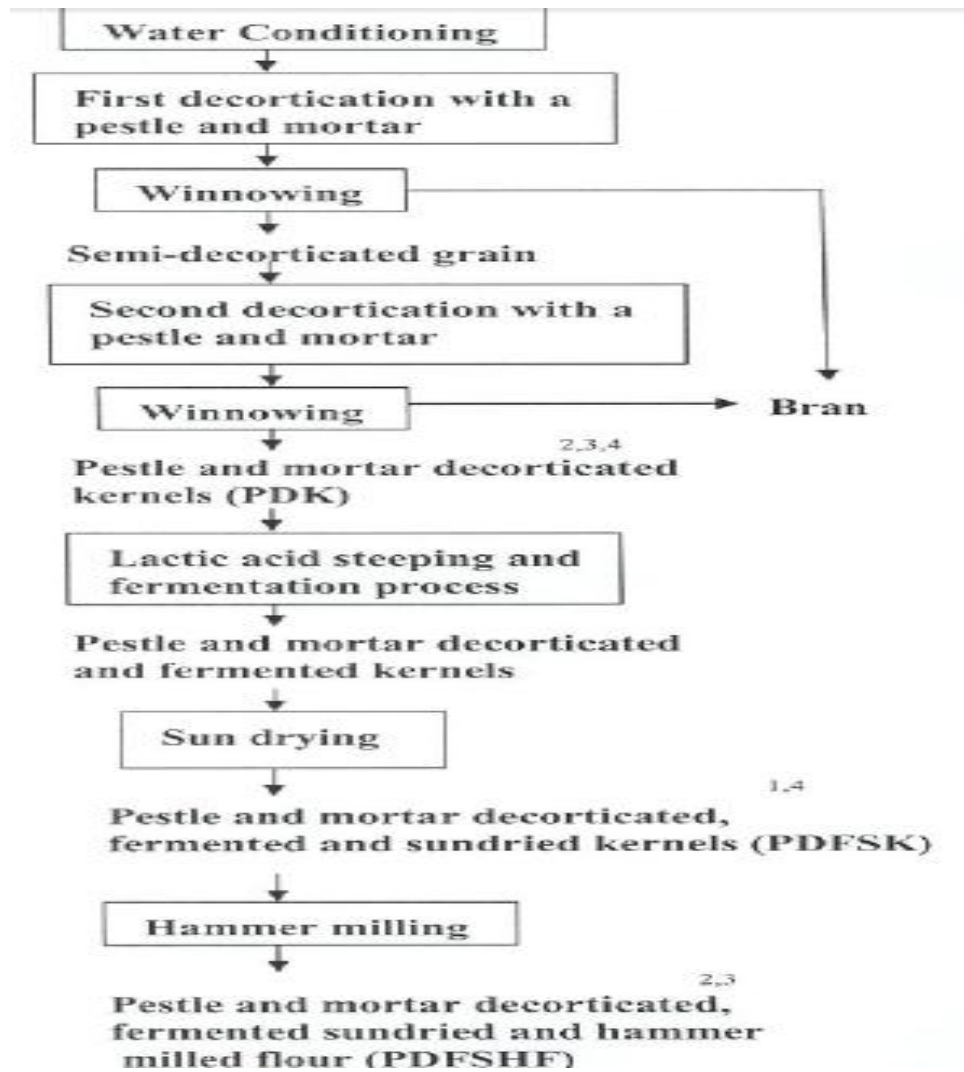 Water Conditioning
First decortication with a
pestle and mortar
Winnowing
Semi-decorticated grain
Second decortication with a
pestle and mortar
Winnowing
Bran
2,3,4
Pestle and mortar decorticated
kernels (PDK)
Lactic acid steeping and
fermentation process
Pestle and mortar decorticated
and fermented kernels
Sun drying
1,4
Pestle and mortar decorticated,
fermented and sundried kernels (PDFSK)
Hammer milling
2,3
Pestle and mortar decorticated,
fermented sundried and hammer
milled flour (PDFSHF)